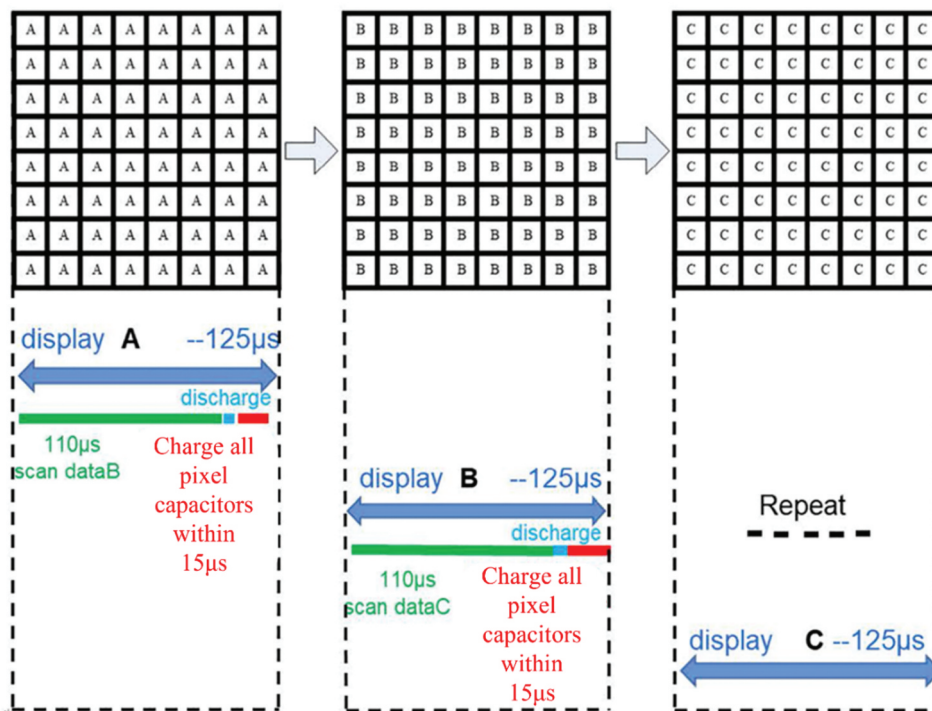 A A A A A A A A B B B B B B B B C C C C C C C C
A A A A A A A A B B B B B B B B C C C C C C C C
A A A A A A A A B B B B B B B B C C C C C C C C
A A A A A A A A B B B B B B B B C C C C C C C C
A A A A A A A A B B B B B B B B C C C C C C C C
A A A A A A A A B B B B B B B B C C C C C C C C
A A A A A A A A B B B B B B B B C C C C C C C C
A A A A A A A A B B B B B B B B C C C C C C C C
display A --125μs
discharge
110μs
scan dataB
Charge all
pixel
capacitors
within
15μs
display B --125μs
discharge
110μs
scan dataC
Charge all
pixel
capacitors
within
15μs
Repeat
display C --125μs